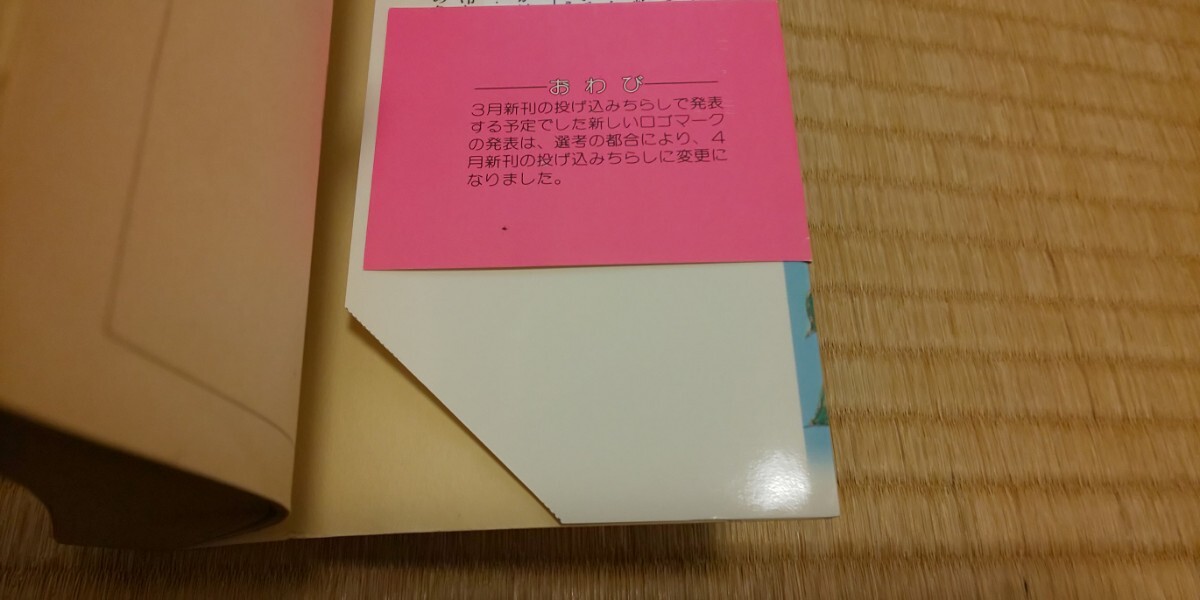 おわび
３月新刊の投げ込みちらしで発表
する予定でした新しいロゴマーク
の発表は、選考の都合により、４
月新刊の投げ込みちらしに変更に
なりました。